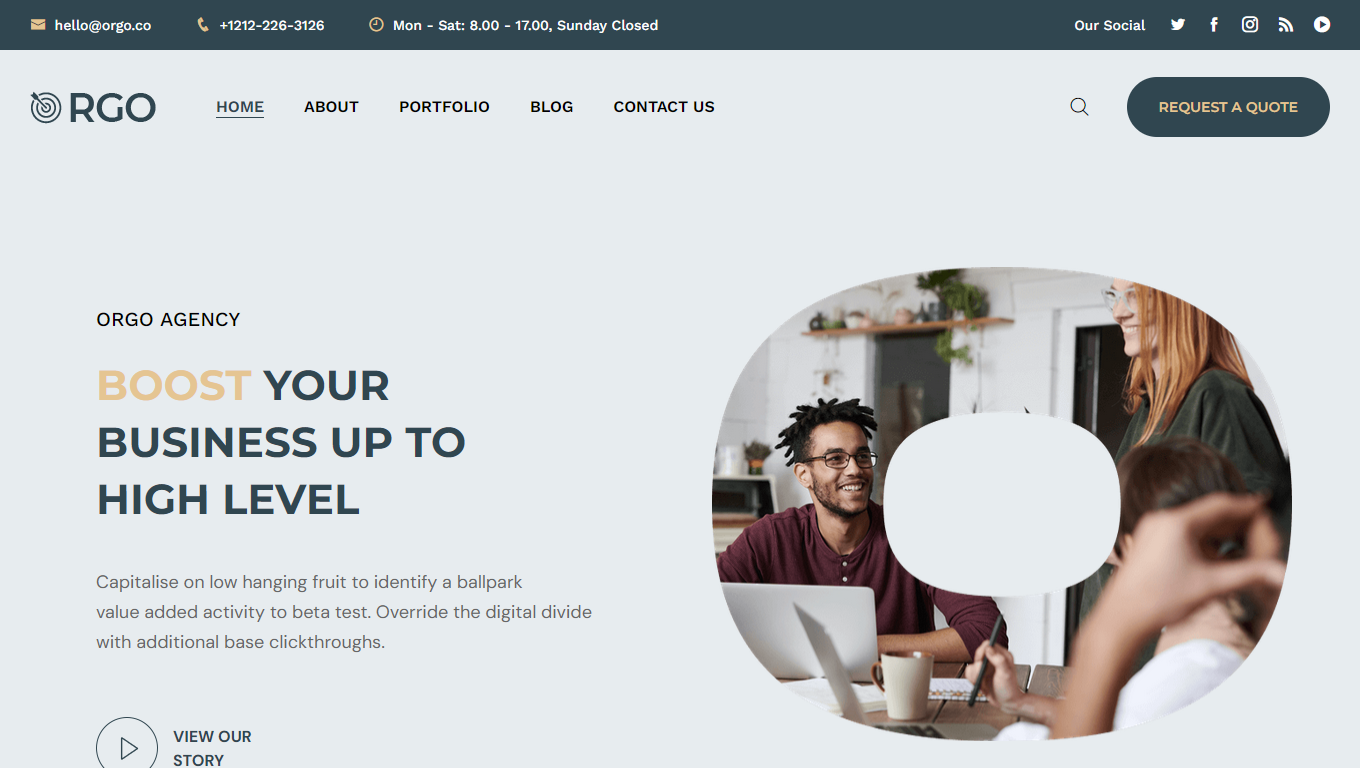 hello@orgo.co +1212-226-3126 Mon - Sat: 8.00 - 17.00, Sunday Closed Our Social
RGO HOME ABOUT PORTFOLIO BLOG CONTACT US REQUEST A QUOTE
ORGO AGENCY
BOOST YOUR
BUSINESS UP TO
HIGH LEVEL
Capitalise on low hanging fruit to identify a ballpark
value added activity to beta test. Override the digital divide
with additional base clickthroughs.
VIEW OUR
STORY